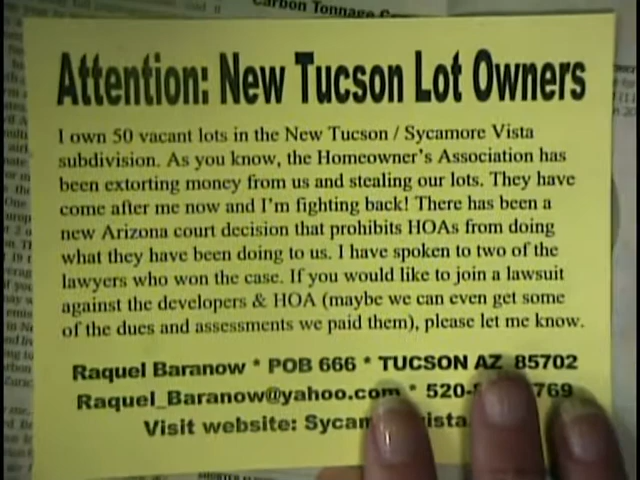 Carbon Tonnage
Attention: New Tucson Lot Owners
I own 50 vacant lots in the New Tucson / Sycamore Vista
subdivision. As you know, the Homeowner's Association has
been extorting money from us and stealing our lots. They have
come after me now and I'm fighting back! There has been a
new Arizona court decision that prohibits HOAs from doing
what they have been doing to us. I have spoken to two of the
lawyers who won the case. If you would like to join a lawsuit
against the developers & HOA (maybe we can even get some
of the dues and assessments we paid them), please let me know.
Raquel Baranow * POB 666 * TUCSON AZ 85702
Raquel_Baranow@yahoo.com * 520- 769
Visit website: Sycam ista